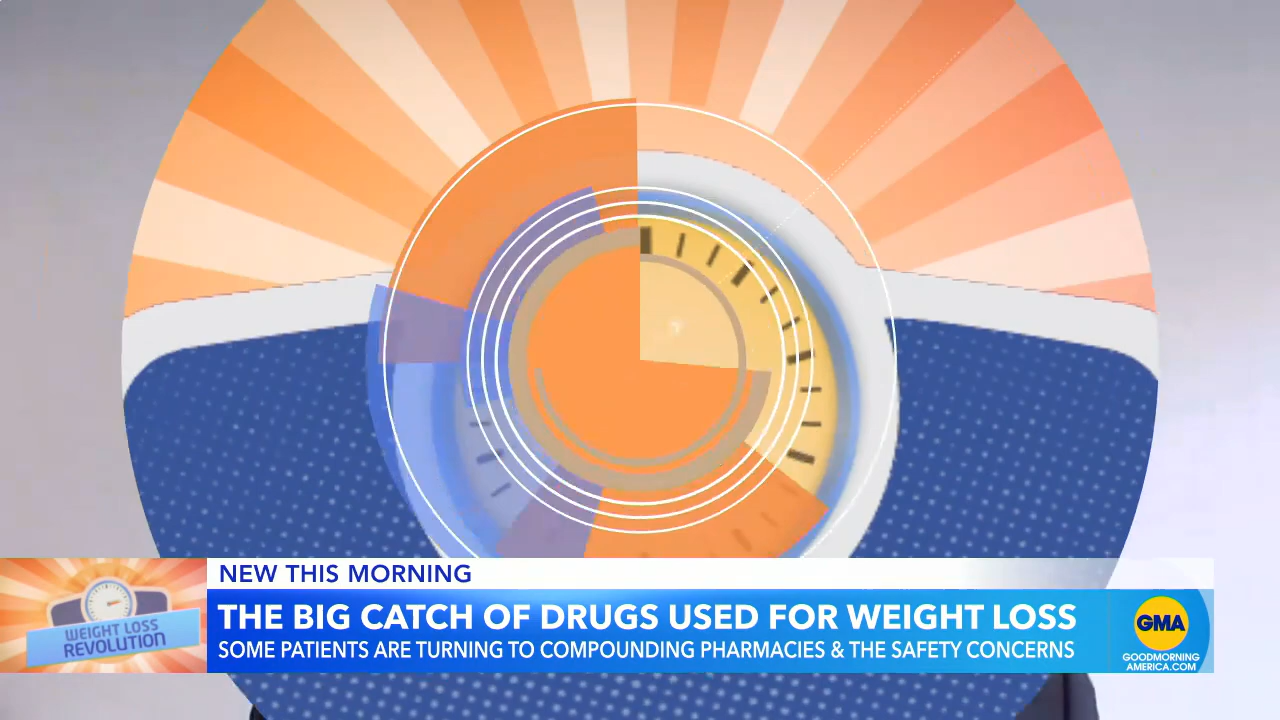 NEW THIS MORNING
THE BIG CATCH OF DRUGS USED FOR WEIGHT LOSS
SOME PATIENTS ARE TURNING TO COMPOUNDING PHARMACIES & THE SAFETY CONCERNS
WEIGHT LOSS
REVOLUTION
GMA
GOODMORNING
AMERICA.COM